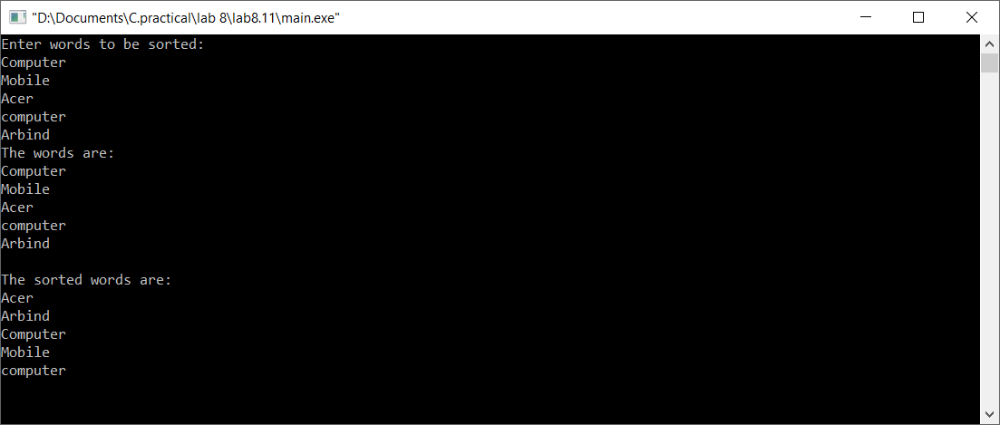 "D:\Documents\C.practical\lab 8\lab8.11\main.exe"
Enter words to be sorted:
Computer
Mobile
Acer
computer
Arbind
The words are:
Computer
Mobile
Acer
computer
Arbind

The sorted words are:
Acer
Arbind
Computer
Mobile
computer